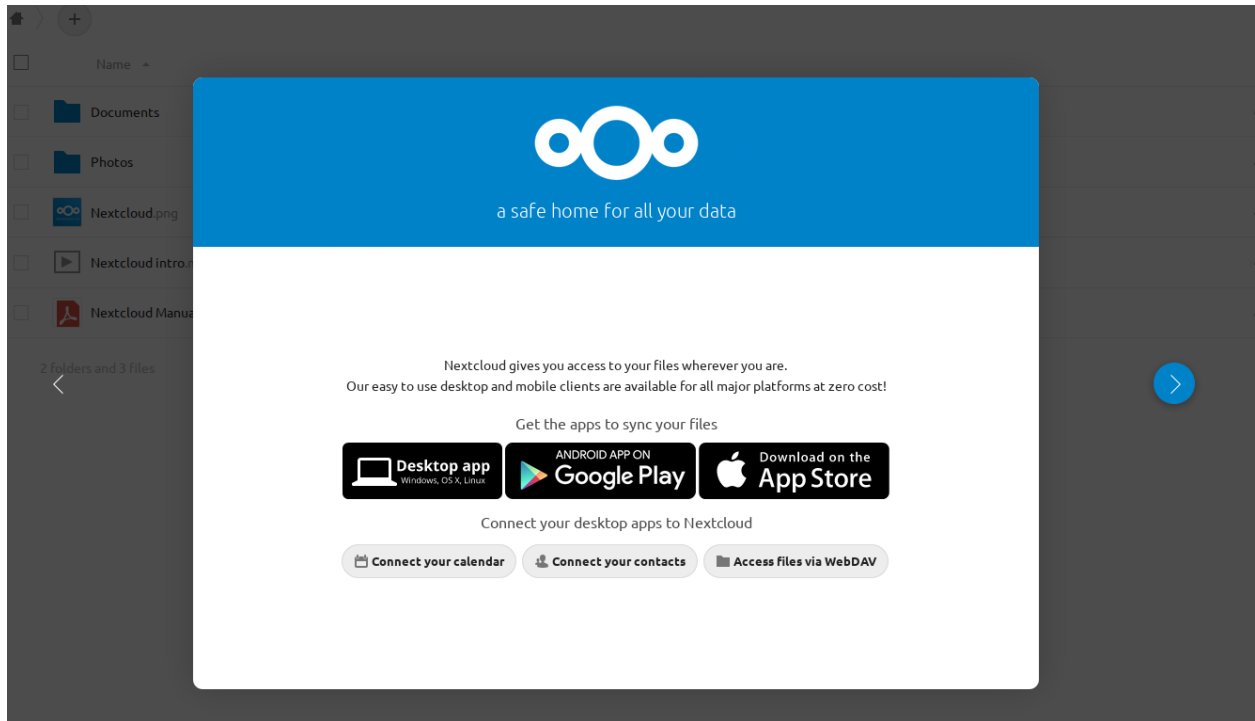 +
Name
Documents
Photos
Nextcloud.png
Nextcloud intro
Nextcloud Manua
2 folders and 3 files
a safe home for all your data
Nextcloud gives you access to your files wherever you are.
Our easy to use desktop and mobile clients are available for all major platforms at zero cost!
Get the apps to sync your files
Desktop app
Windows, OS X, Linux
ANDROID APP ON
Google Play
Download on the
App Store
Connect your desktop apps to Nextcloud
Connect your calendar
Connect your contacts
Access files via WebDAV